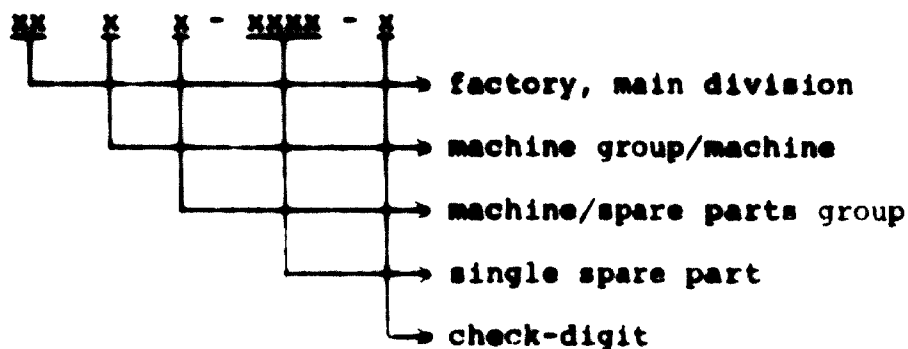 xx x x - xxxx - x
factory, main division
machine group/machine
machine/spare parts group
single spare part
check-digit